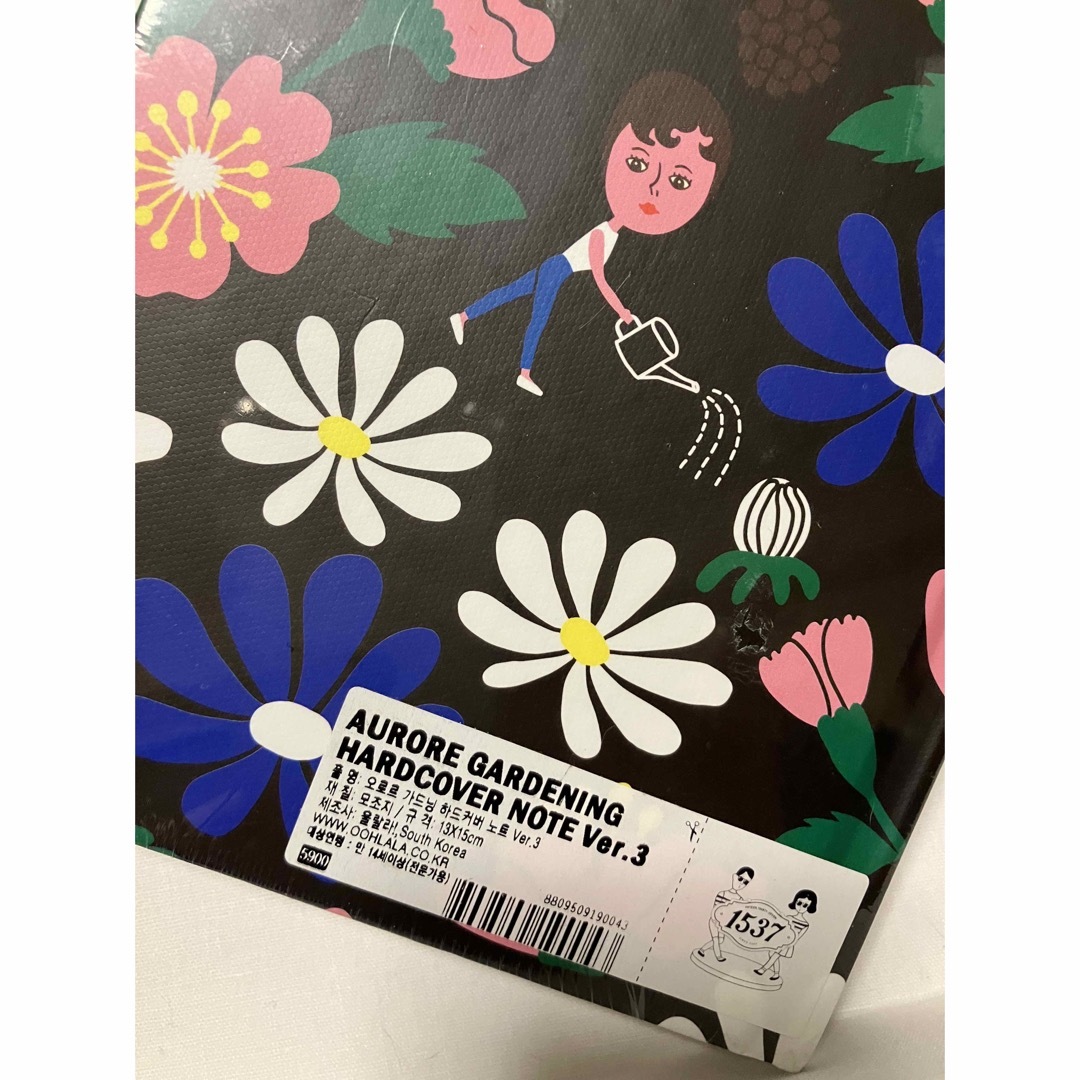 AURORE GARDENING
HARDCOVER NOTE Ver.3
품 명: 오로르 가드닝 하드커버 노트 Ver.3
재 질: 모조지 / 규 격: 13X15cm
제조사: 울랄라!, South Korea
WWW.OOHLALA.CO.KR
대상연령 : 만 14세이상(전문가용)
5900
8809509190043
1537